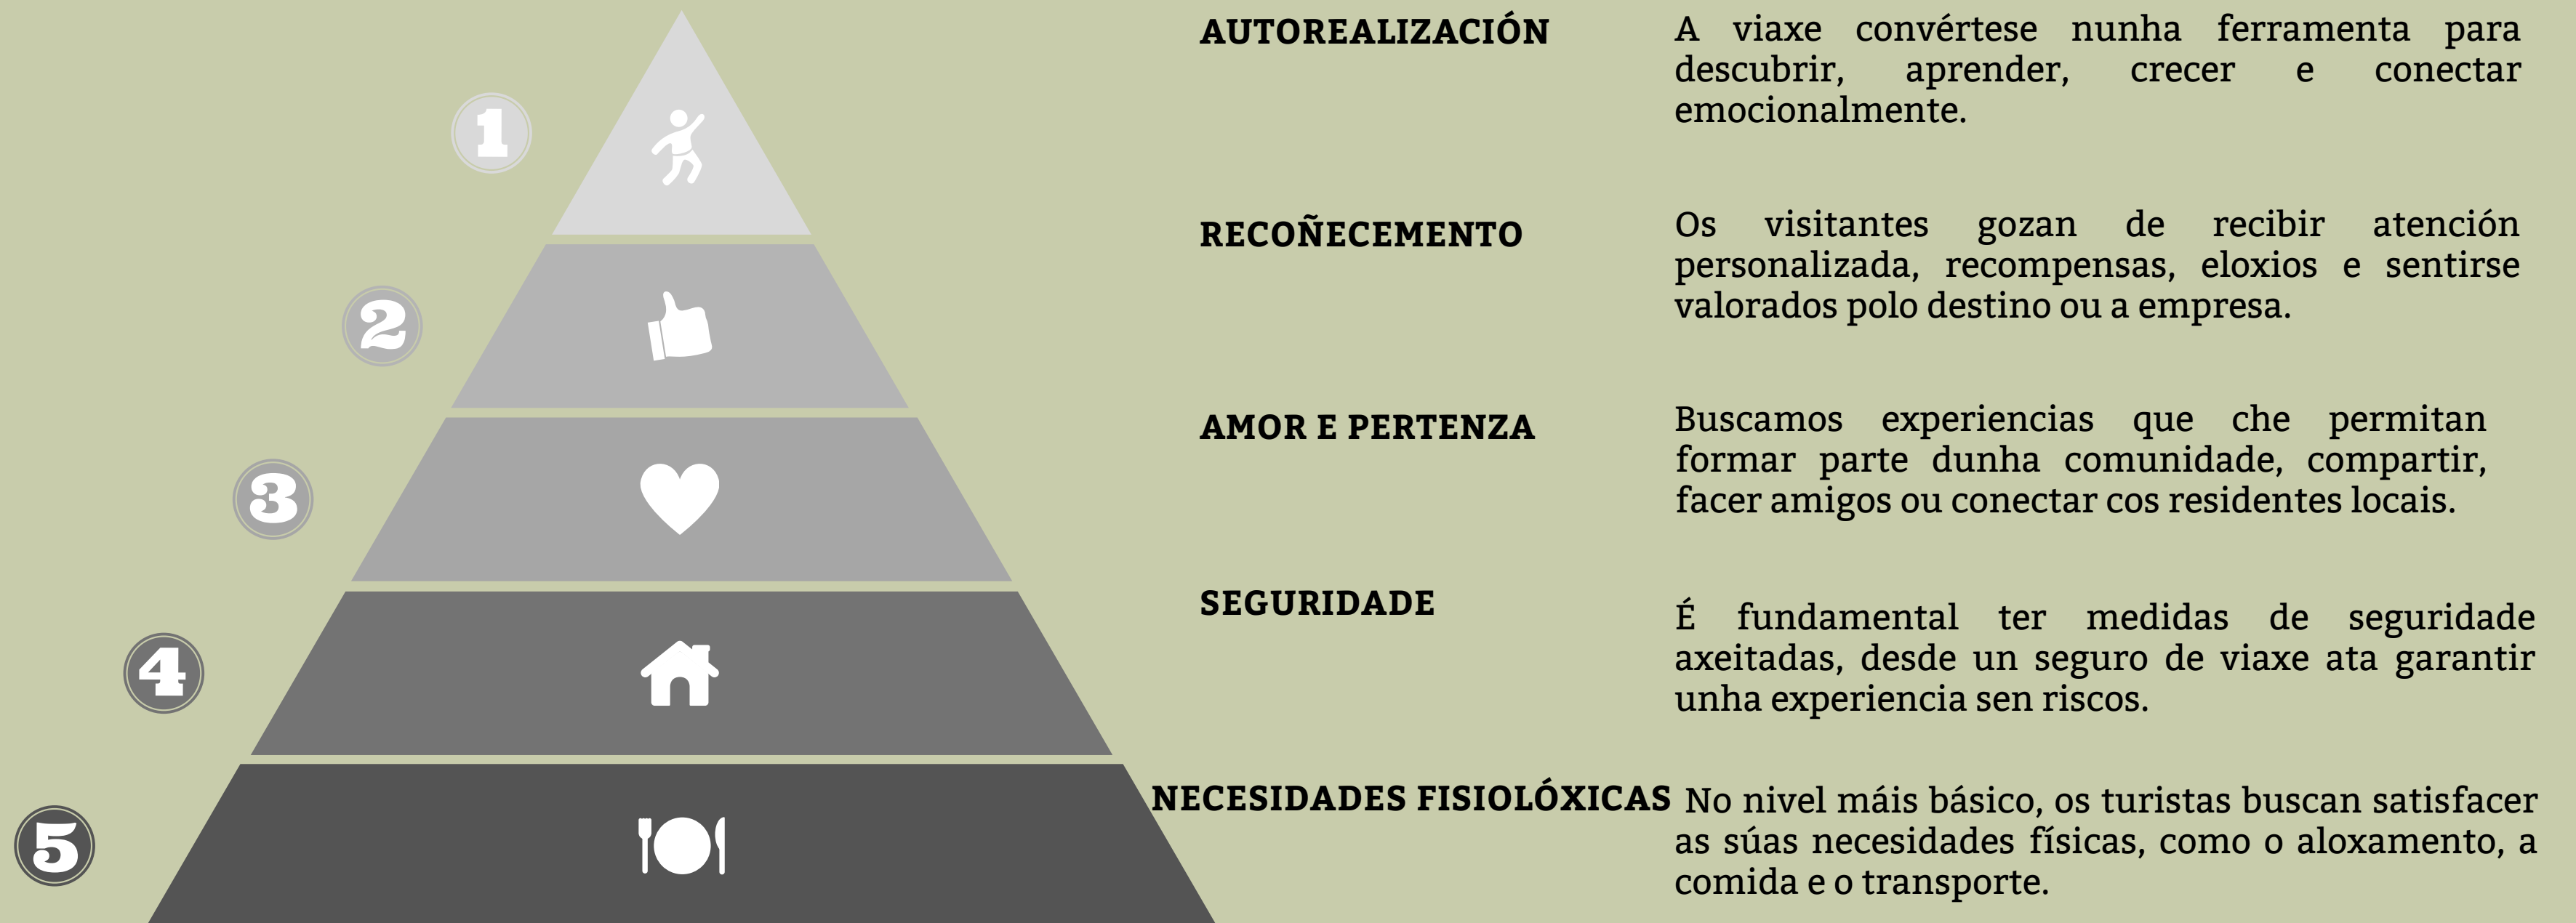 1
AUTOREALIZACIÓN
A viaxe convértese nunha ferramenta para
descubrir, aprender, crecer e conectar
emocionalmente.
2
RECOÑECEMENTO
Os visitantes gozan de recibir atención
personalizada, recompensas, eloxios e sentirse
valorados polo destino ou a empresa.
3
AMOR E PERTENZA
Buscamos experiencias que che permitan
formar parte dunha comunidade, compartir,
facer amigos ou conectar cos residentes locais.
4
SEGURIDADE
É fundamental ter medidas de seguridade
axeitadas, desde un seguro de viaxe ata garantir
unha experiencia sen riscos.
5
NECESIDADES FISIOLÓXICAS
No nivel máis básico, os turistas buscan satisfacer
as súas necesidades físicas, como o aloxamento, a
comida e o transporte.